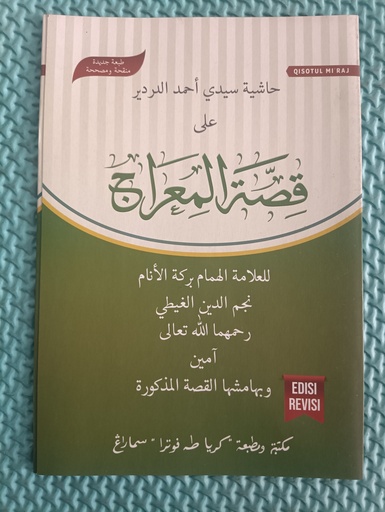 طبعة جديدة
منقحة ومصححة
QISOTUL MI RAJ
حاشية سيدي أحمد الدردير
على
قصة المعراج
للعلامة الهمام بركة الأنام
نجم الدين الغيطي
رحمهما الله تعالى
آمين
وبهامشها القصة المذكورة
EDISI
REVISI
مكتبة ومطبعة "كريا طه فوترا" سماراڠ